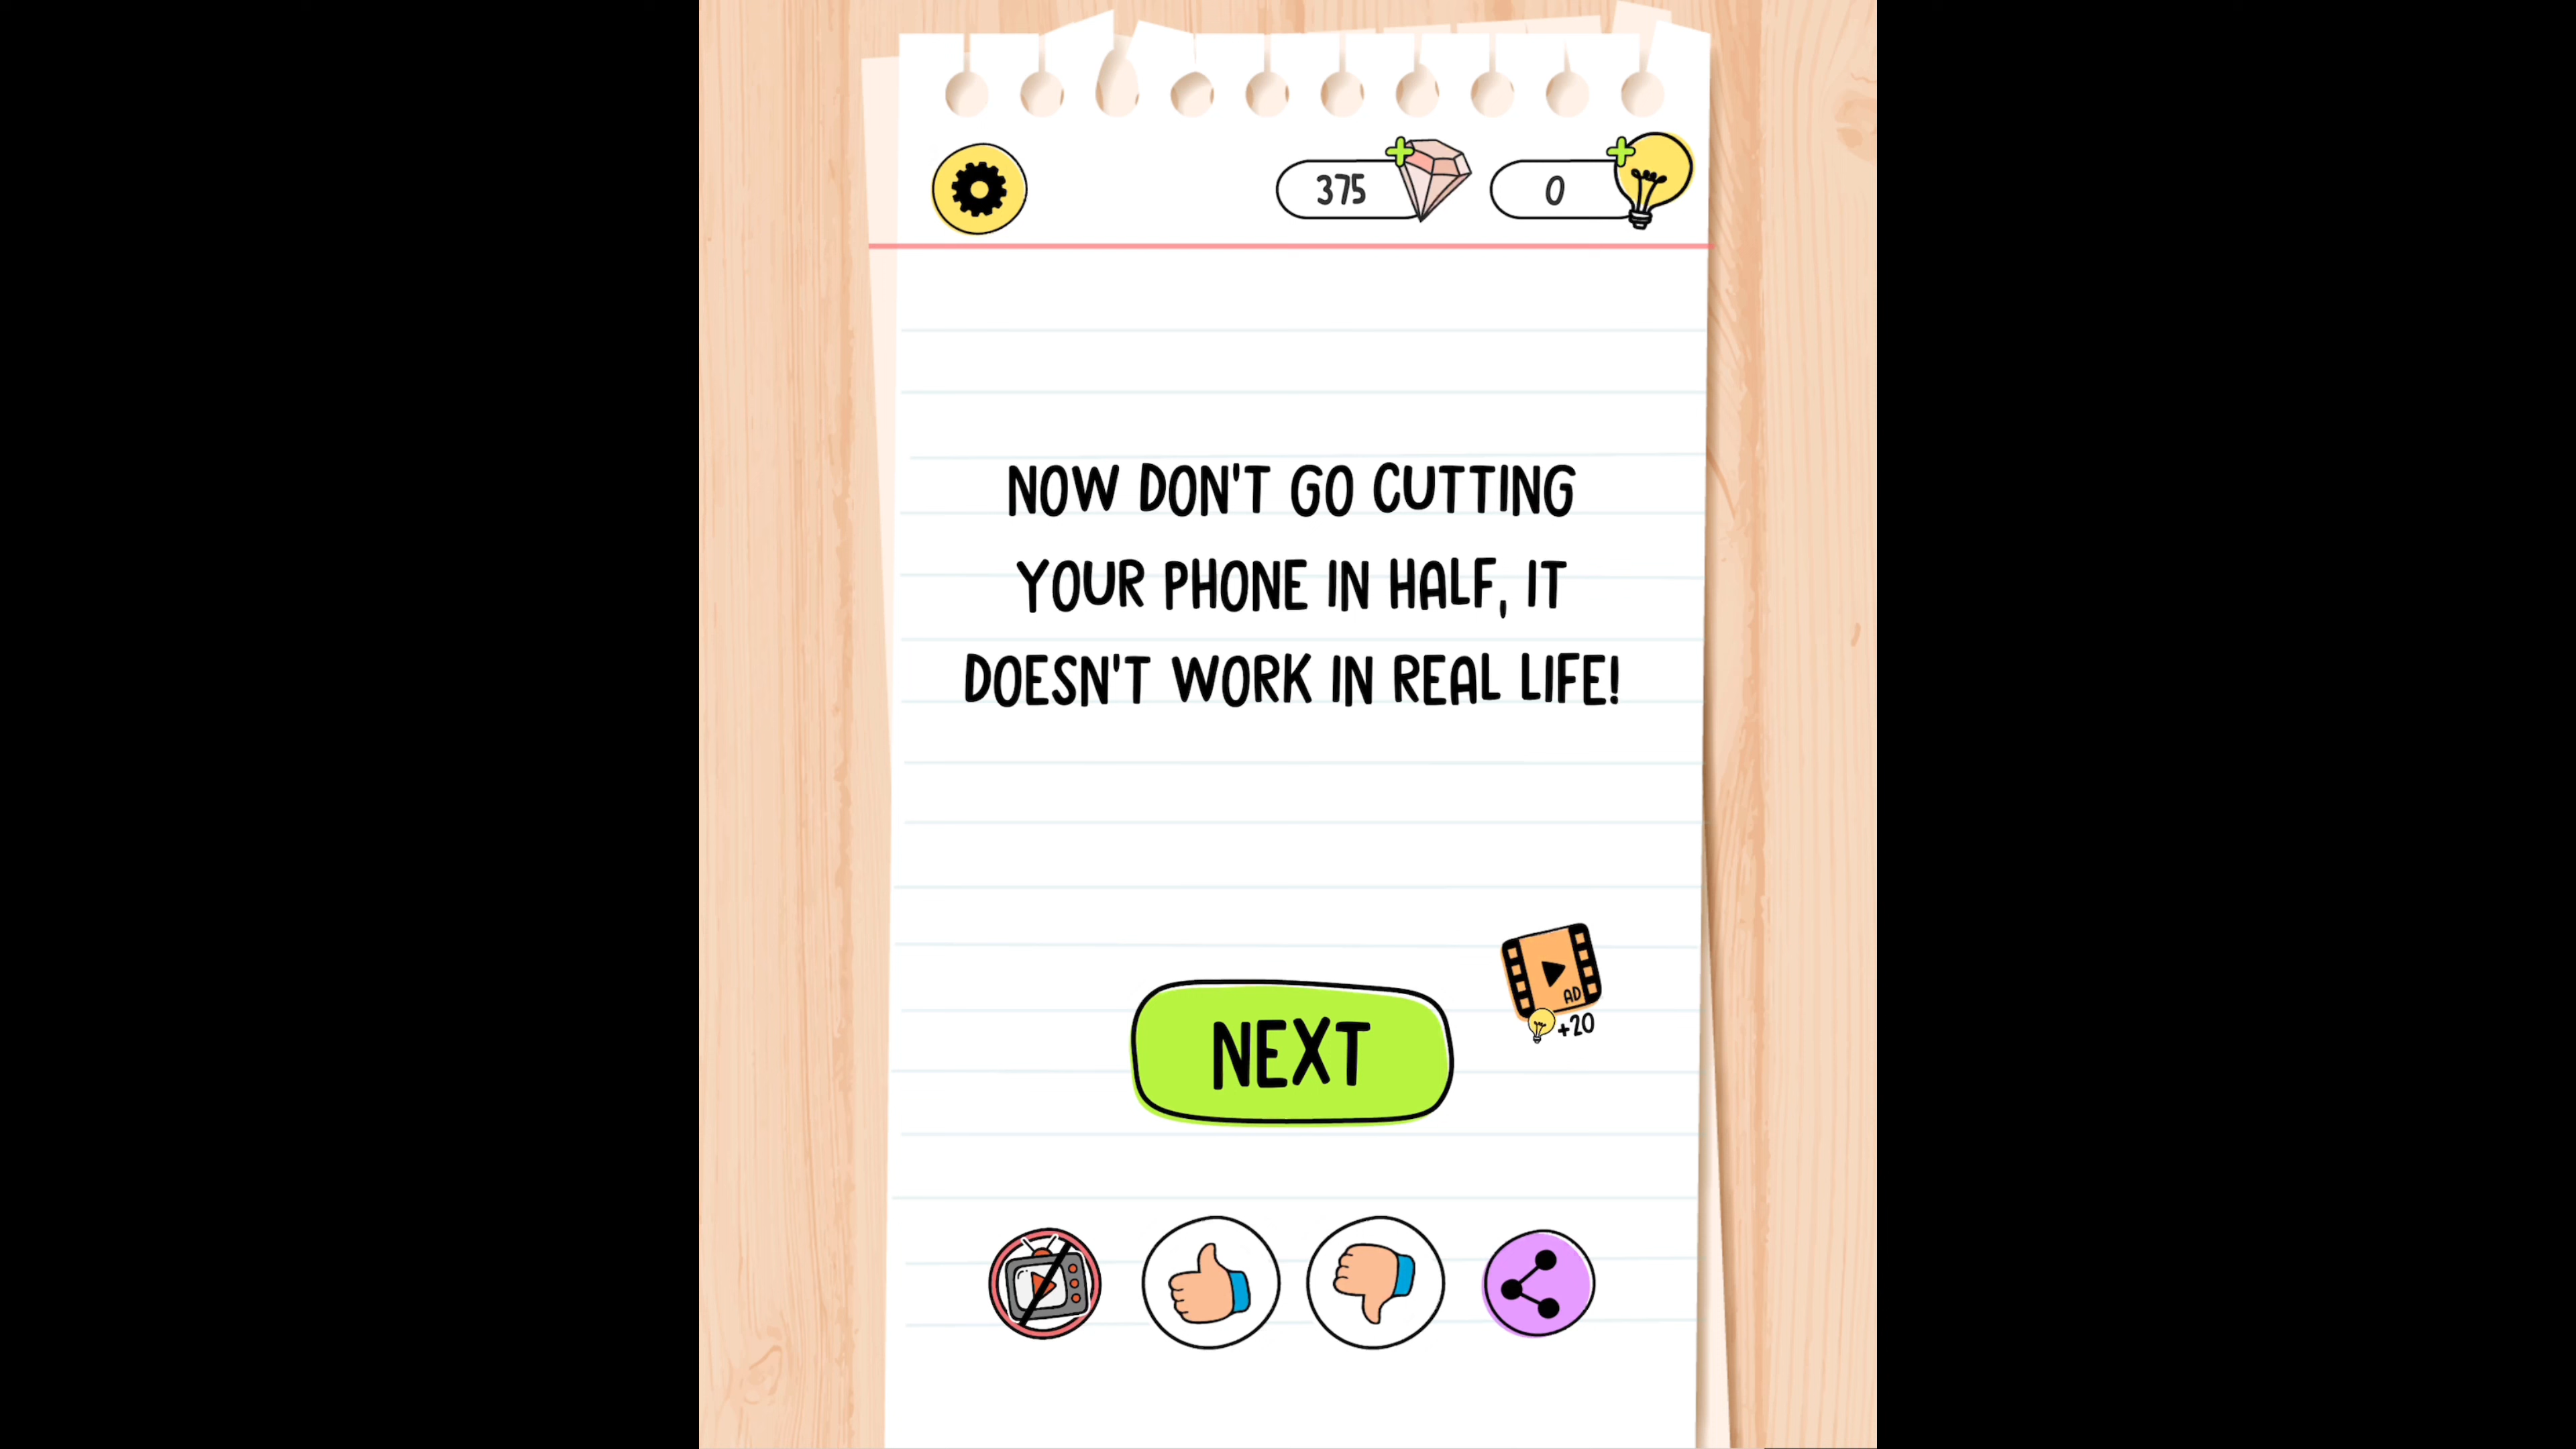 375
0
NOW DON'T GO CUTTING
YOUR PHONE IN HALF, IT
DOESN'T WORK IN REAL LIFE!
AD
+20
NEXT